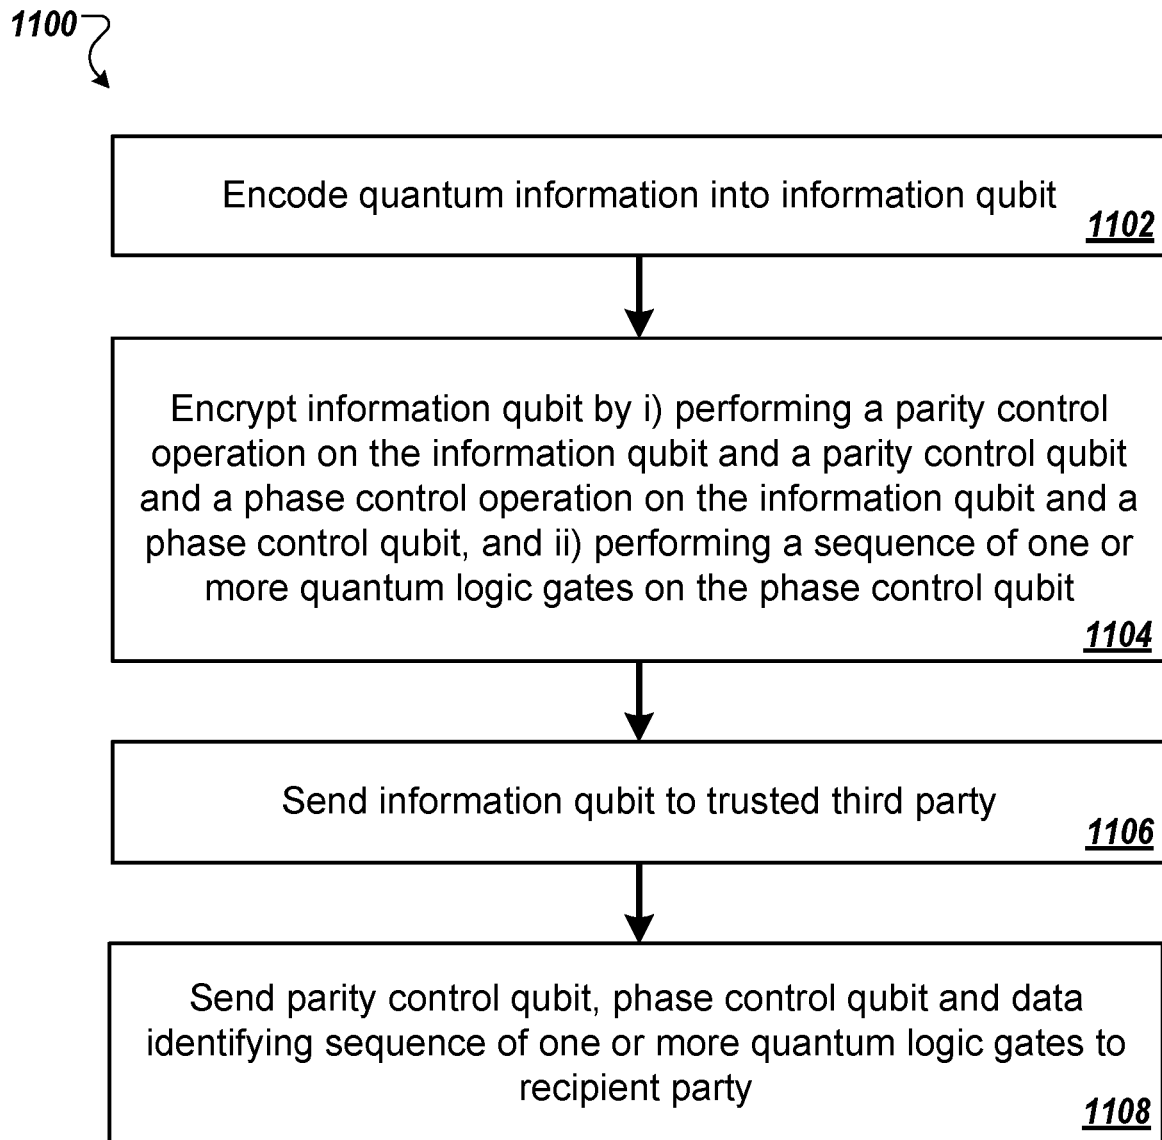 1100
Encode quantum information into information qubit
1102
Encrypt information qubit by i) performing a parity control
operation on the information qubit and a parity control qubit
and a phase control operation on the information qubit and a
phase control qubit, and ii) performing a sequence of one or
more quantum logic gates on the phase control qubit
1104
Send information qubit to trusted third party
1106
Send parity control qubit, phase control qubit and data
identifying sequence of one or more quantum logic gates to
recipient party
1108